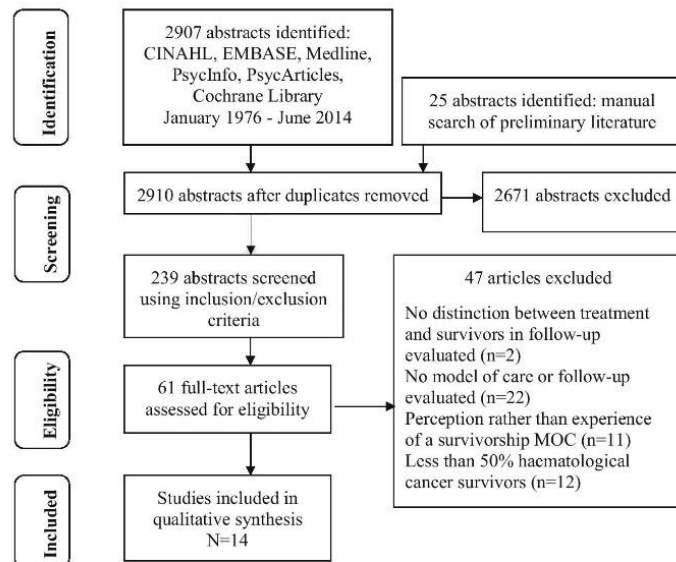 Identification
2907 abstracts identified:
CINAHL, EMBASE, Medline,
PsycInfo, PsycArticles,
Cochrane Library
January 1976 - June 2014
25 abstracts identified: manual
search of preliminary literature
Screening
2910 abstracts after duplicates removed
2671 abstracts excluded
239 abstracts screened
using inclusion/exclusion
criteria
Eligibility
61 full-text articles
assessed for eligibility
47 articles excluded
No distinction between treatment
and survivors in follow-up
evaluated (n=2)
No model of care or follow-up
evaluated (n=22)
Perception rather than experience
of a survivorship MOC (n=11)
Less than 50% haematological
cancer survivors (n=12)
Included
Studies included in
qualitative synthesis
N=14